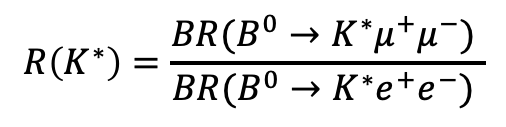 R(K*) = BR(B⁰ → K*μ⁺μ⁻) / BR(B⁰ → K*e⁺e⁻)